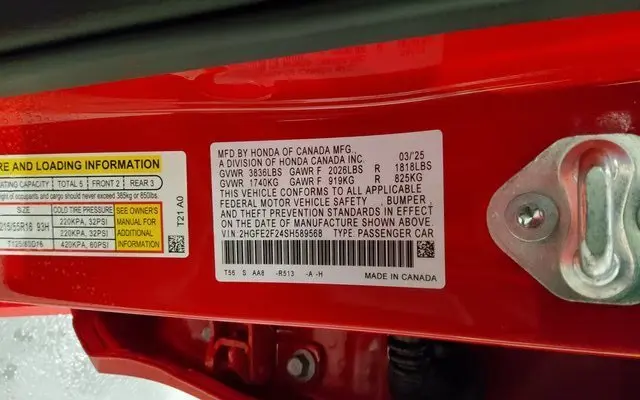 RE AND LOADING INFORMATION
ATING CAPACITY TOTAL 5 FRONT 2 REAR 3
ght of occupants and cargo should never exceed 385kg or 850lbs.
SIZE COLD TIRE PRESSURE SEE OWNER'S MANUAL FOR ADDITIONAL INFORMATION
215/55R16 93H 220KPA, 32PSI
220KPA, 32PSI
T125/80D16 420KPA, 60PSI
T21 A0
MFD BY HONDA OF CANADA MFG., 03/'25
A DIVISION OF HONDA CANADA INC.
GVWR 3836LBS GAWR F 2026LBS R 1818LBS
GVWR 1740KG GAWR F 919KG R 825KG
THIS VEHICLE CONFORMS TO ALL APPLICABLE
FEDERAL MOTOR VEHICLE SAFETY, BUMPER,
AND THEFT PREVENTION STANDARDS IN EFFECT
ON THE DATE OF MANUFACTURE SHOWN ABOVE.
V.I.N: 2HGFE2F24SH589568 TYPE: PASSENGER CAR
T56 S AA8 -R513 -A -H
MADE IN CANADA